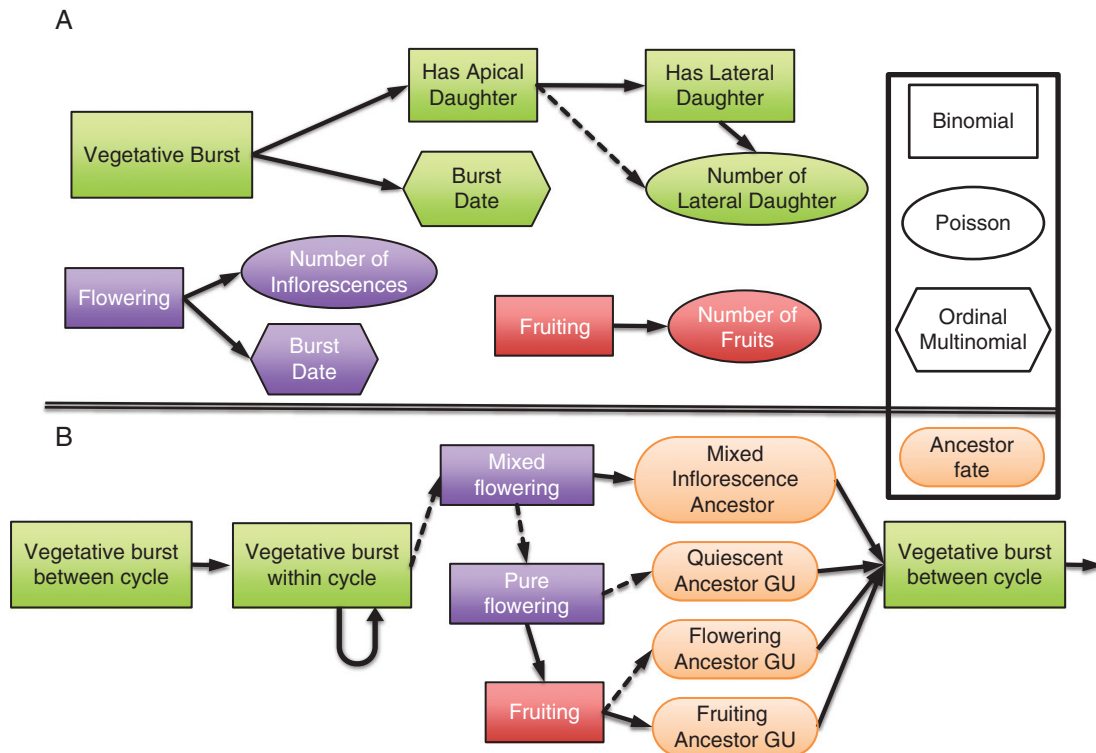 A
Vegetative Burst
Has Apical
Daughter
Has Lateral
Daughter
Burst
Date
Number of
Lateral Daughter
Flowering
Number of
Inflorescences
Burst
Date
Fruiting
Number of
Fruits
Binomial
Poisson
Ordinal
Multinomial
Ancestor
fate
B
Vegetative burst
between cycle
Vegetative burst
within cycle
Mixed
flowering
Pure
flowering
Fruiting
Mixed
Inflorescence
Ancestor
Quiescent
Ancestor GU
Flowering
Ancestor GU
Fruiting
Ancestor GU
Vegetative burst
between cycle